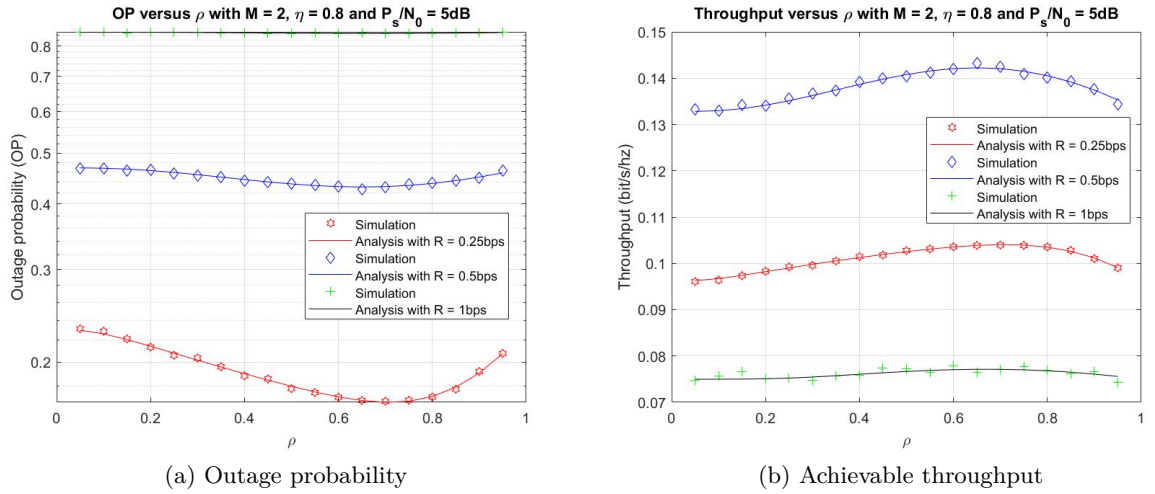 OP versus ρ with M = 2, η = 0.8 and Ps/N0 = 5dB
Outage probability (OP)
0.8
0.7
0.6
0.5
0.4
0.3
0.2
Simulation
Analysis with R = 0.25bps
Simulation
Analysis with R = 0.5bps
Simulation
Analysis with R = 1bps
0
0.2
0.4
0.6
0.8
1
ρ
(a) Outage probability
Throughput versus ρ with M = 2, η = 0.8 and Ps/N0 = 5dB
Throughput (bit/s/hz)
0.15
0.14
0.13
0.12
0.11
0.1
0.09
0.08
0.07
Simulation
Analysis with R = 0.25bps
Simulation
Analysis with R = 0.5bps
Simulation
Analysis with R = 1bps
0
0.2
0.4
0.6
0.8
1
ρ
(b) Achievable throughput